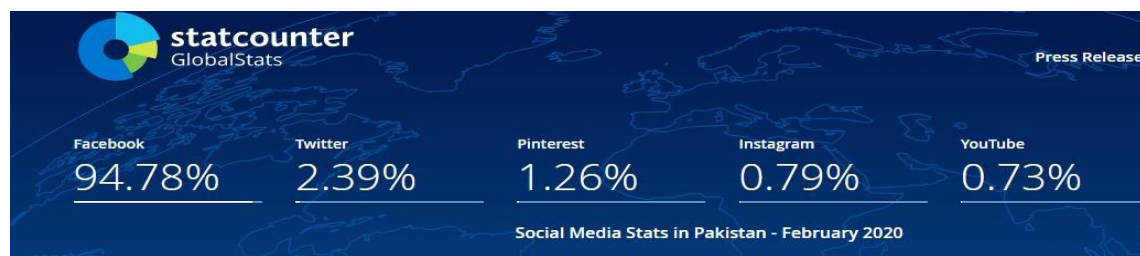 statcounter
GlobalStats
Press Release
Facebook Twitter Pinterest Instagram YouTube
94.78% 2.39% 1.26% 0.79% 0.73%
Social Media Stats in Pakistan - February 2020